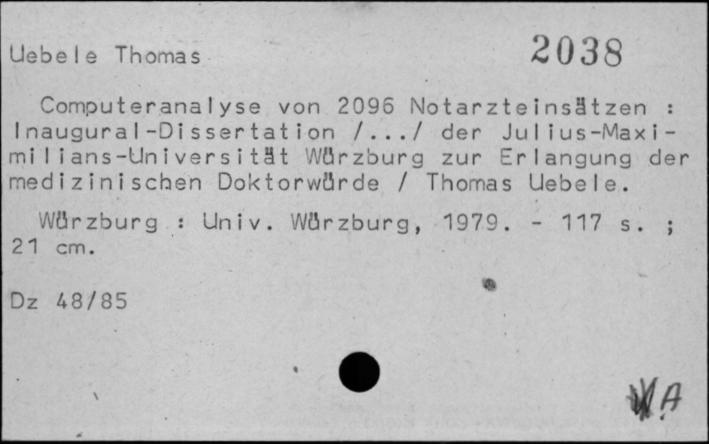 2038
Uebele Thomas
Computeranalyse von 2096 Notarzteinsätzen :
Inaugural-Dissertation /.../ der Julius-Maxi-
milians-Universität Würzburg zur Erlangung der
medizinischen Doktorwürde / Thomas Uebele.
Würzburg : Univ. Würzburg, 1979. - 117 s. ;
21 cm.
Dz 48/85
A